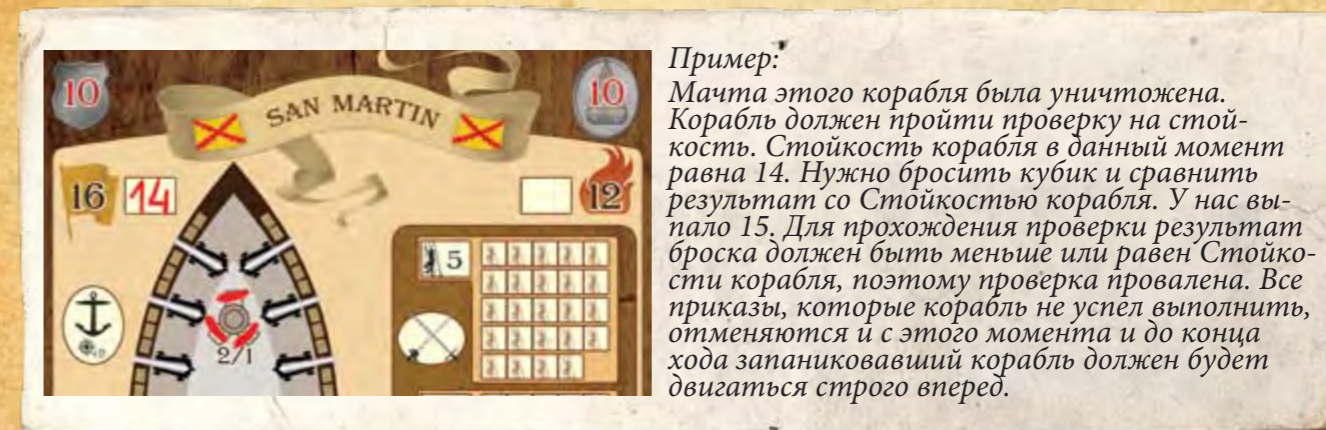 10
SAN MARTIN
10
16
14
12
5
2/1
Пример:
Мачта этого корабля была уничтожена.
Корабль должен пройти проверку на стой-
кость. Стойкость корабля в данный момент
равна 14. Нужно бросить кубик и сравнить
результат со Стойкостью корабля. У нас вы-
пало 15. Для прохождения проверки результат
броска должен быть меньше или равен Стойко-
сти корабля, поэтому проверка провалена. Все
приказы, которые корабль не успел выполнить,
отменяются и с этого момента и до конца
хода запаниковавший корабль должен будет
двигаться строго вперед.